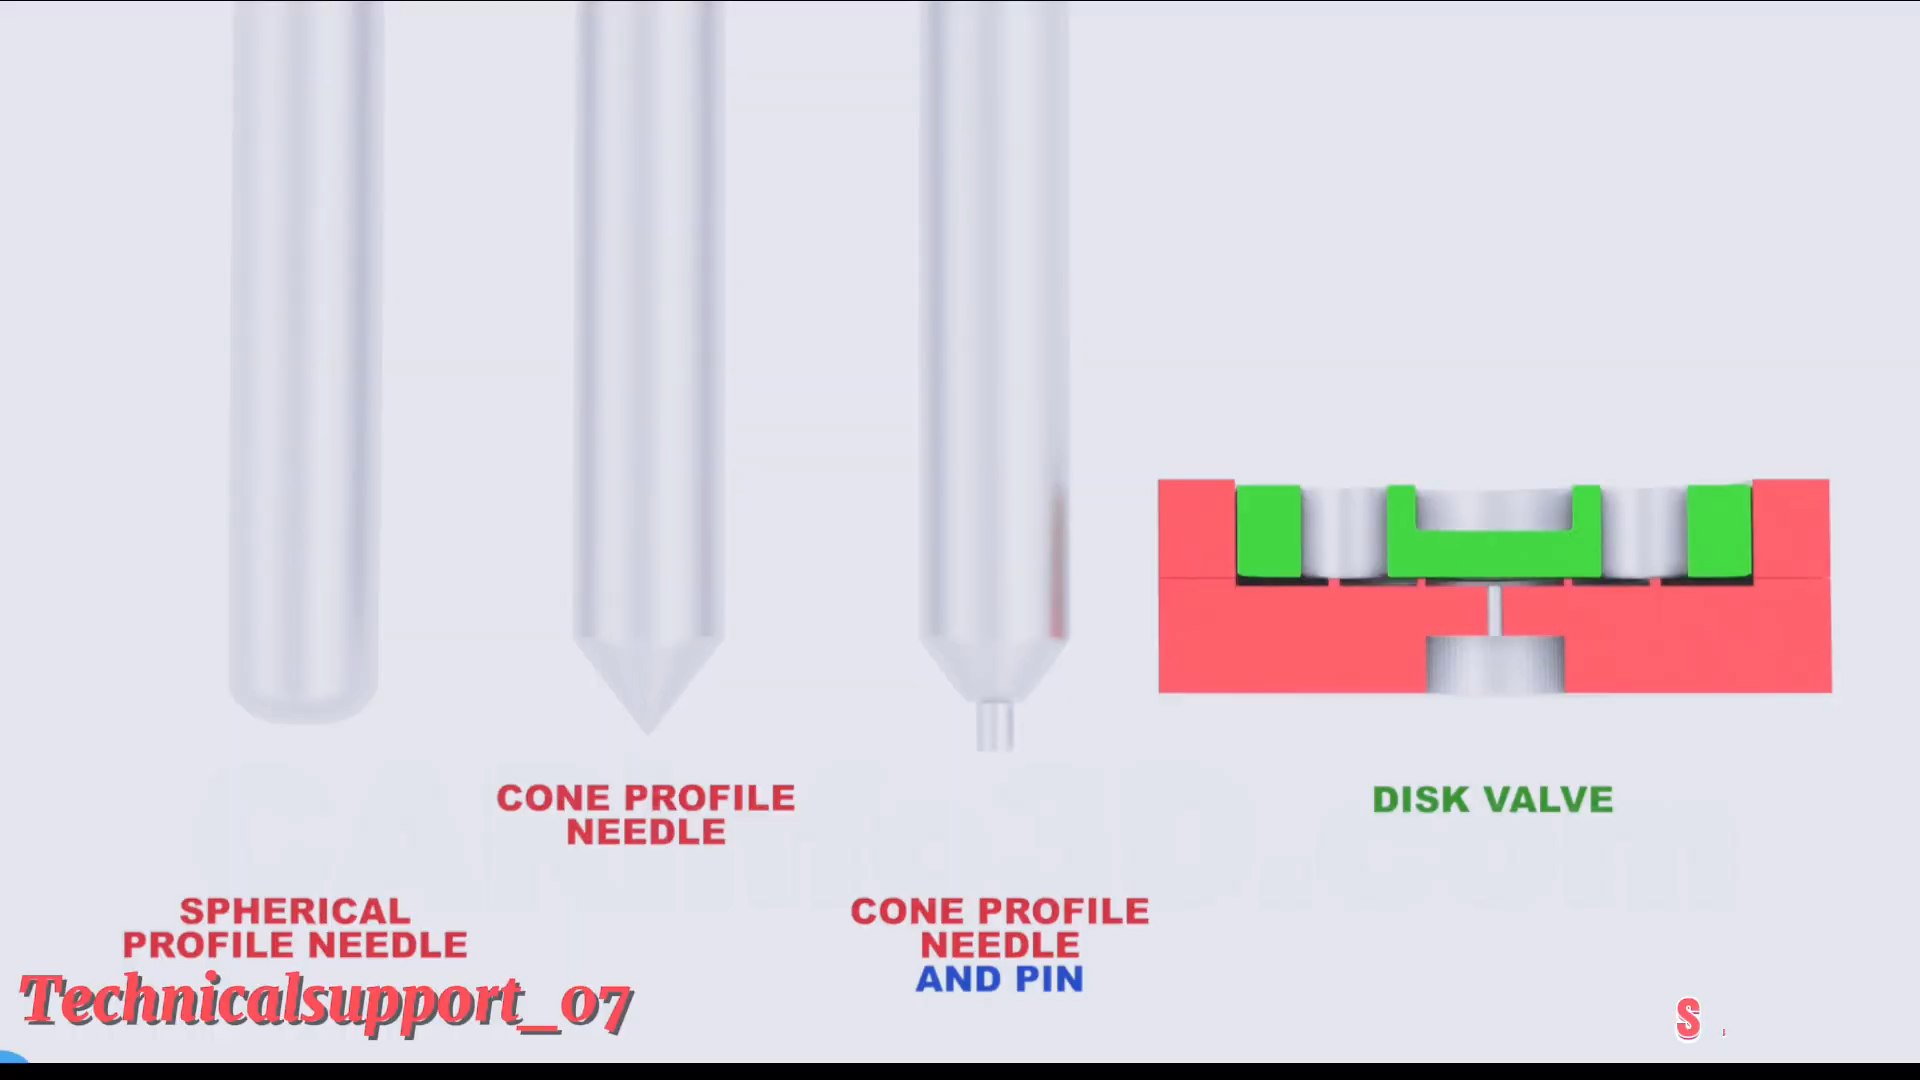 CONE PROFILE
NEEDLE
DISK VALVE
SPHERICAL
PROFILE NEEDLE
CONE PROFILE
NEEDLE
AND PIN
Technicalsupport_07
S